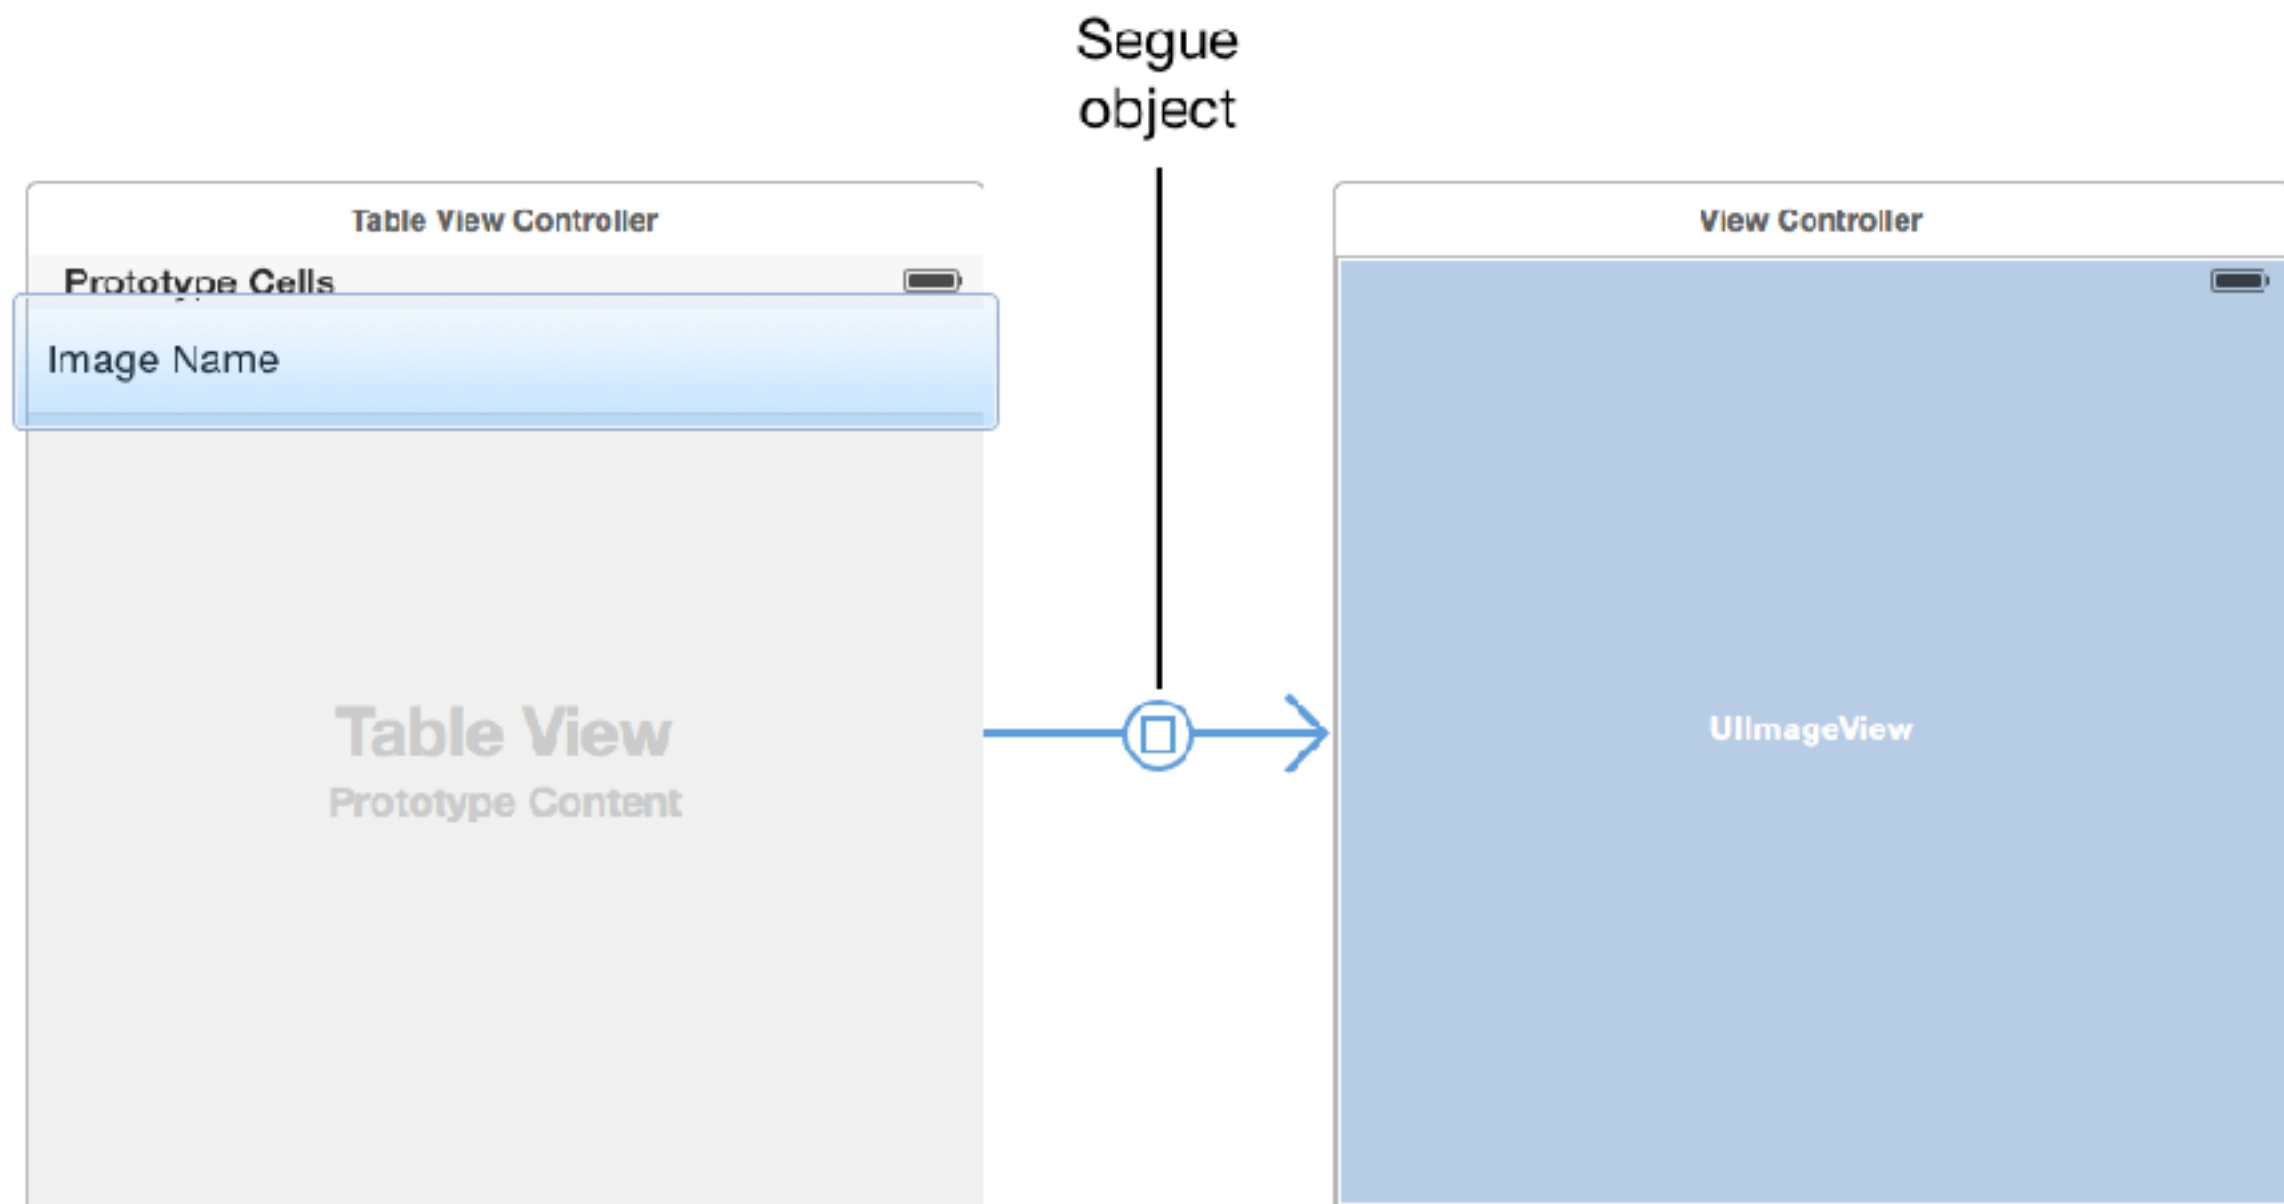 Segue
object
Table View Controller
View Controller
Prototype Cells
Image Name
Table View
Prototype Content
UIImageView